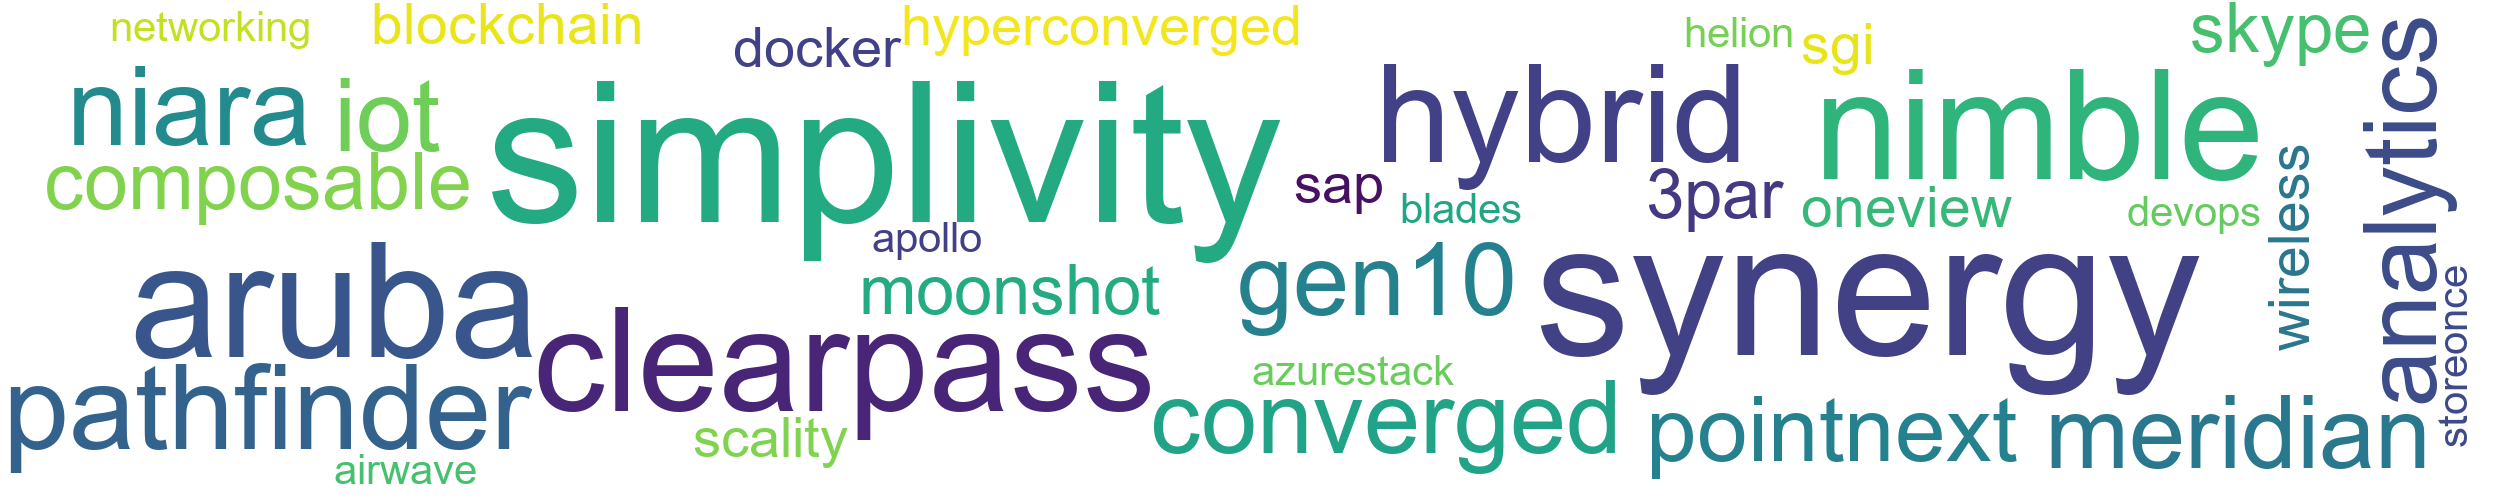 networking
blockchain
docker
hyperconverged
helion
sgi
skype
niara
iot
simplivity
hybrid
nimble
analytics
composable
sap
blades
3par
oneview
devops
wireless
apollo
aruba
moonshot
gen10
synergy
storeonce
clearpass
azurestack
pathfinder
scality
converged
pointnext
meridian
airwave